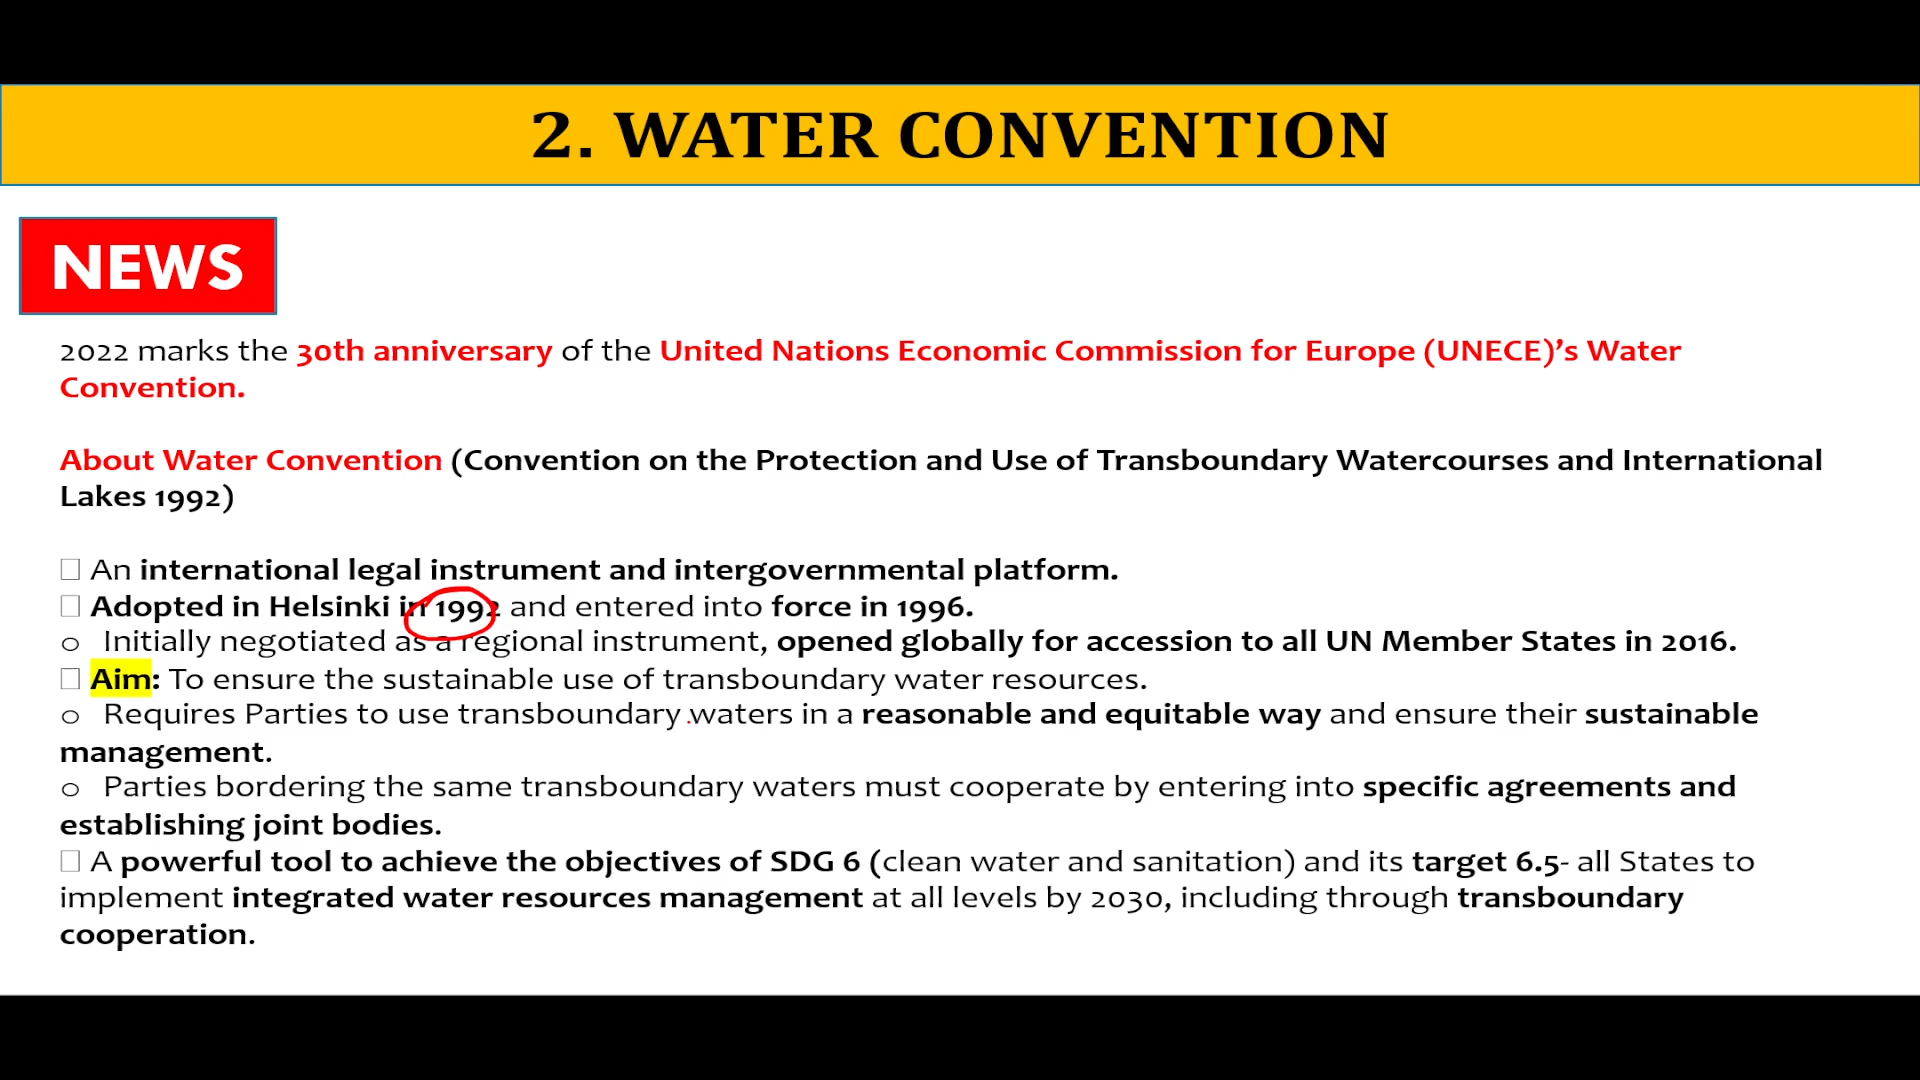 2. WATER CONVENTION
NEWS
2022 marks the 30th anniversary of the United Nations Economic Commission for Europe (UNECE)’s Water
Convention.
About Water Convention (Convention on the Protection and Use of Transboundary Watercourses and International
Lakes 1992)
□ An international legal instrument and intergovernmental platform.
□ Adopted in Helsinki in 1992 and entered into force in 1996.
o Initially negotiated as a regional instrument, opened globally for accession to all UN Member States in 2016.
□ Aim: To ensure the sustainable use of transboundary water resources.
o Requires Parties to use transboundary waters in a reasonable and equitable way and ensure their sustainable
management.
o Parties bordering the same transboundary waters must cooperate by entering into specific agreements and
establishing joint bodies.
□ A powerful tool to achieve the objectives of SDG 6 (clean water and sanitation) and its target 6.5- all States to
implement integrated water resources management at all levels by 2030, including through transboundary
cooperation.